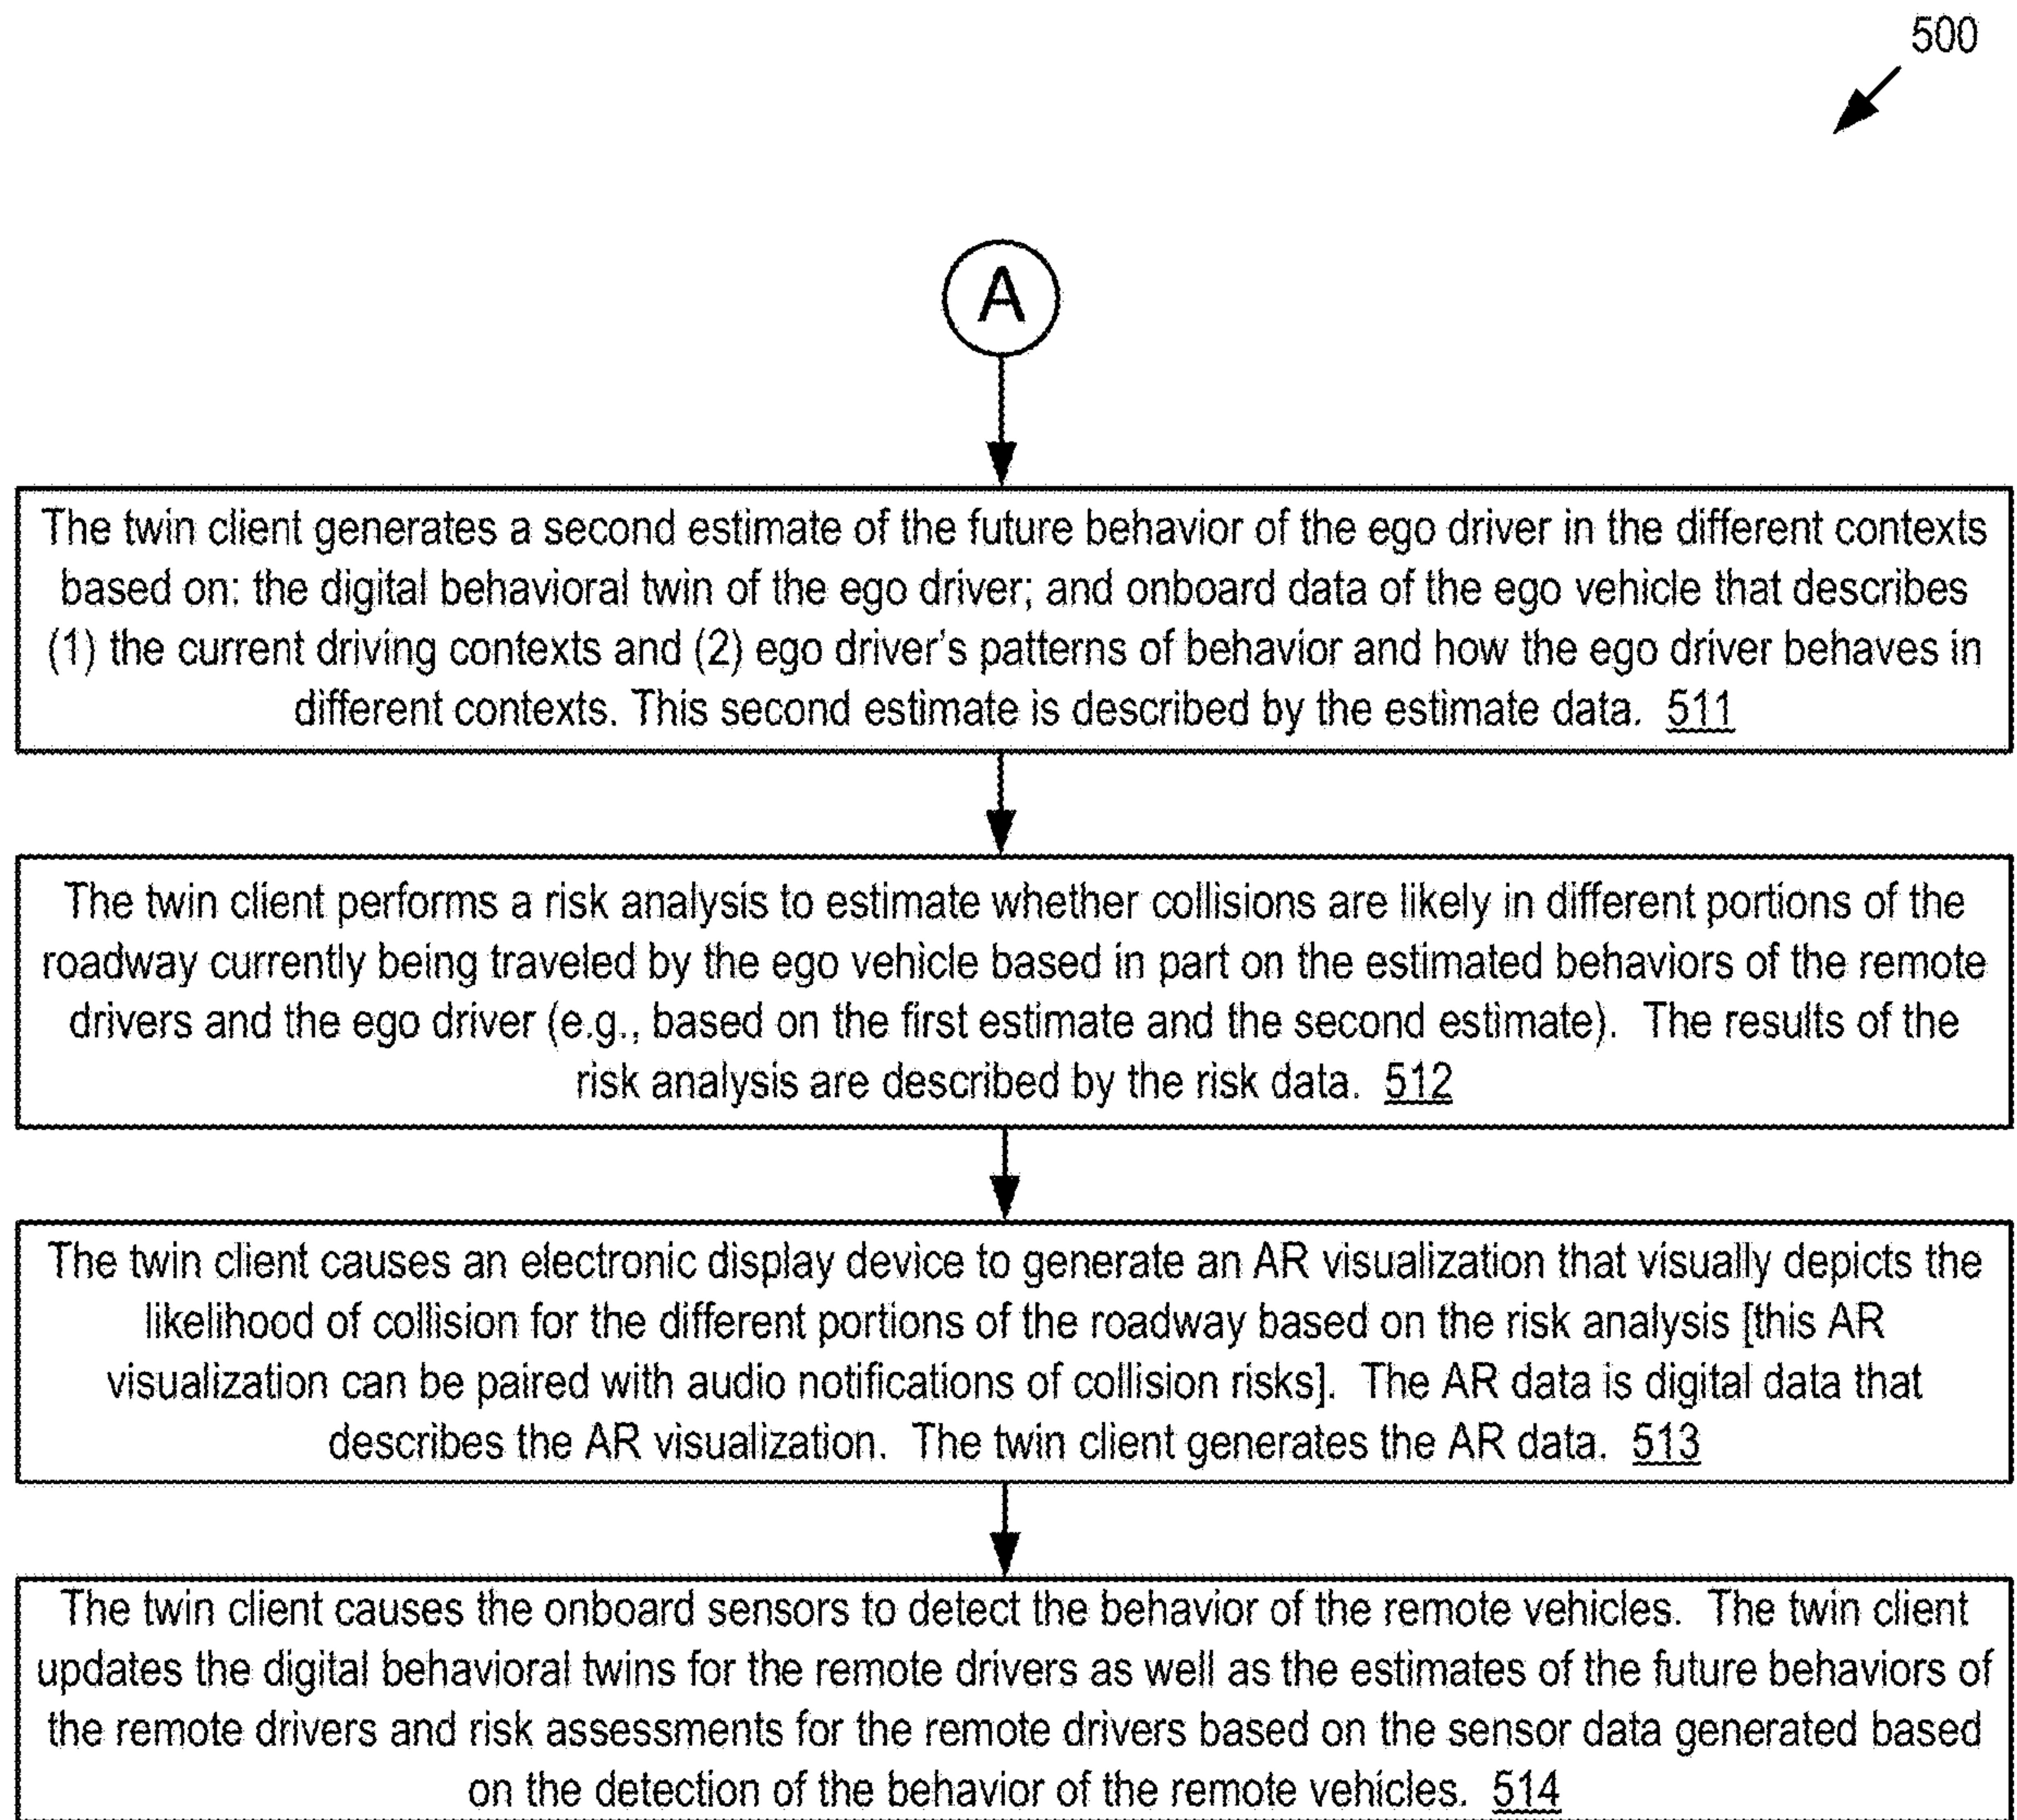 500
A
The twin client generates a second estimate of the future behavior of the ego driver in the different contexts
based on: the digital behavioral twin of the ego driver; and onboard data of the ego vehicle that describes
(1) the current driving contexts and (2) ego driver's patterns of behavior and how the ego driver behaves in
different contexts. This second estimate is described by the estimate data. 511
The twin client performs a risk analysis to estimate whether collisions are likely in different portions of the
roadway currently being traveled by the ego vehicle based in part on the estimated behaviors of the remote
drivers and the ego driver (e.g., based on the first estimate and the second estimate). The results of the
risk analysis are described by the risk data. 512
The twin client causes an electronic display device to generate an AR visualization that visually depicts the
likelihood of collision for the different portions of the roadway based on the risk analysis [this AR
visualization can be paired with audio notifications of collision risks]. The AR data is digital data that
describes the AR visualization. The twin client generates the AR data. 513
The twin client causes the onboard sensors to detect the behavior of the remote vehicles. The twin client
updates the digital behavioral twins for the remote drivers as well as the estimates of the future behaviors of
the remote drivers and risk assessments for the remote drivers based on the sensor data generated based
on the detection of the behavior of the remote vehicles. 514